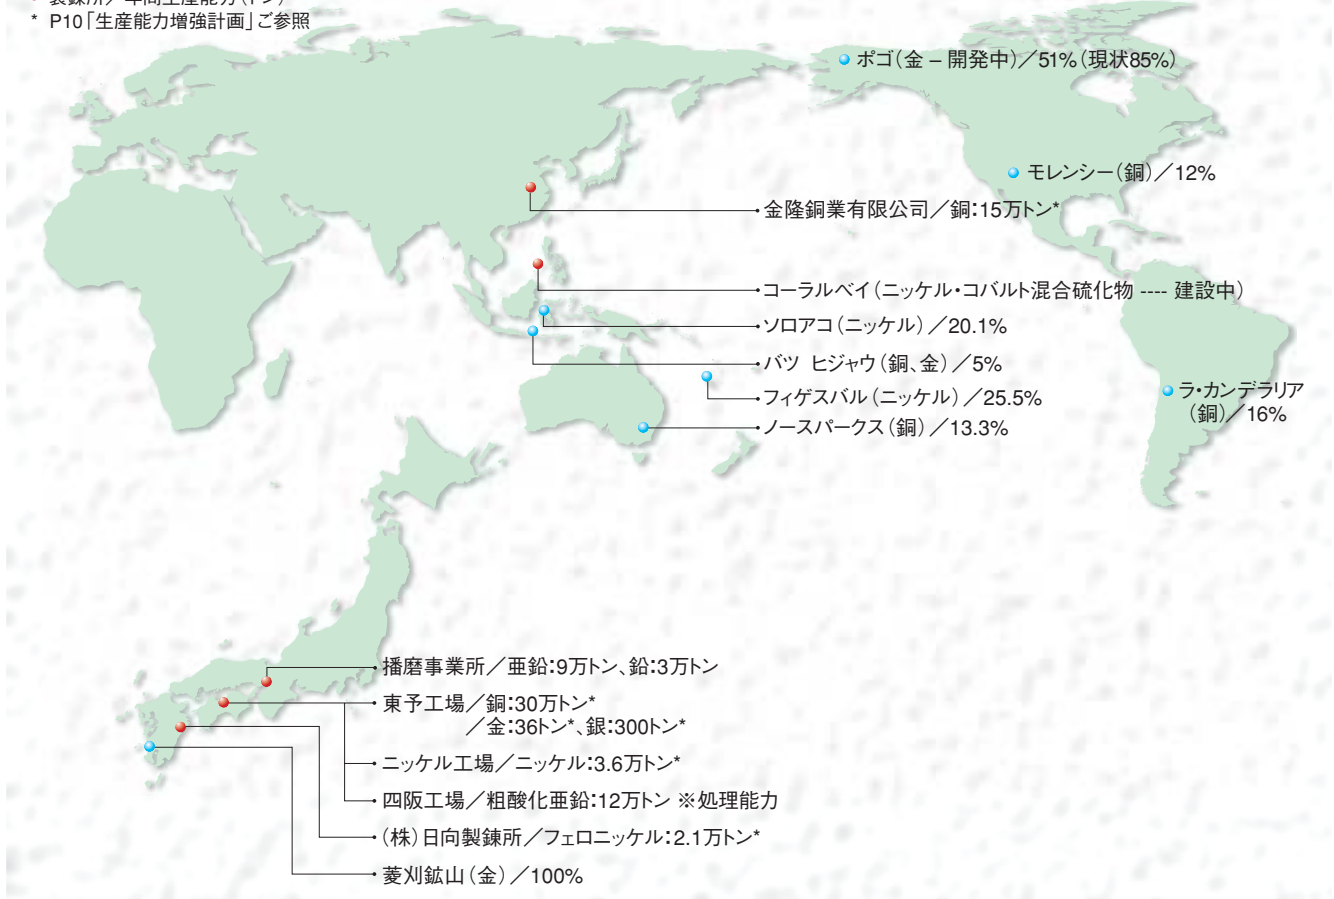 製錬所／年間生産能力（トン）
* P10「生産能力増強計画」ご参照
ポゴ（金 – 開発中）／51%（現状85%）
モレンシー（銅）／12%
金隆銅業有限公司／銅：15万トン*
コーラルベイ（ニッケル・コバルト混合硫化物 ---- 建設中）
ソロアコ（ニッケル）／20.1%
バツ ヒジャウ（銅、金）／5%
フィゲスバル（ニッケル）／25.5%
ノースパークス（銅）／13.3%
ラ・カンデラリア
（銅）／16%
播磨事業所／亜鉛：9万トン、鉛：3万トン
東予工場／銅：30万トン*
／金：36トン*、銀：300トン*
ニッケル工場／ニッケル：3.6万トン*
四阪工場／粗酸化亜鉛：12万トン ※処理能力
（株）日向製錬所／フェロニッケル：2.1万トン*
菱刈鉱山（金）／100%